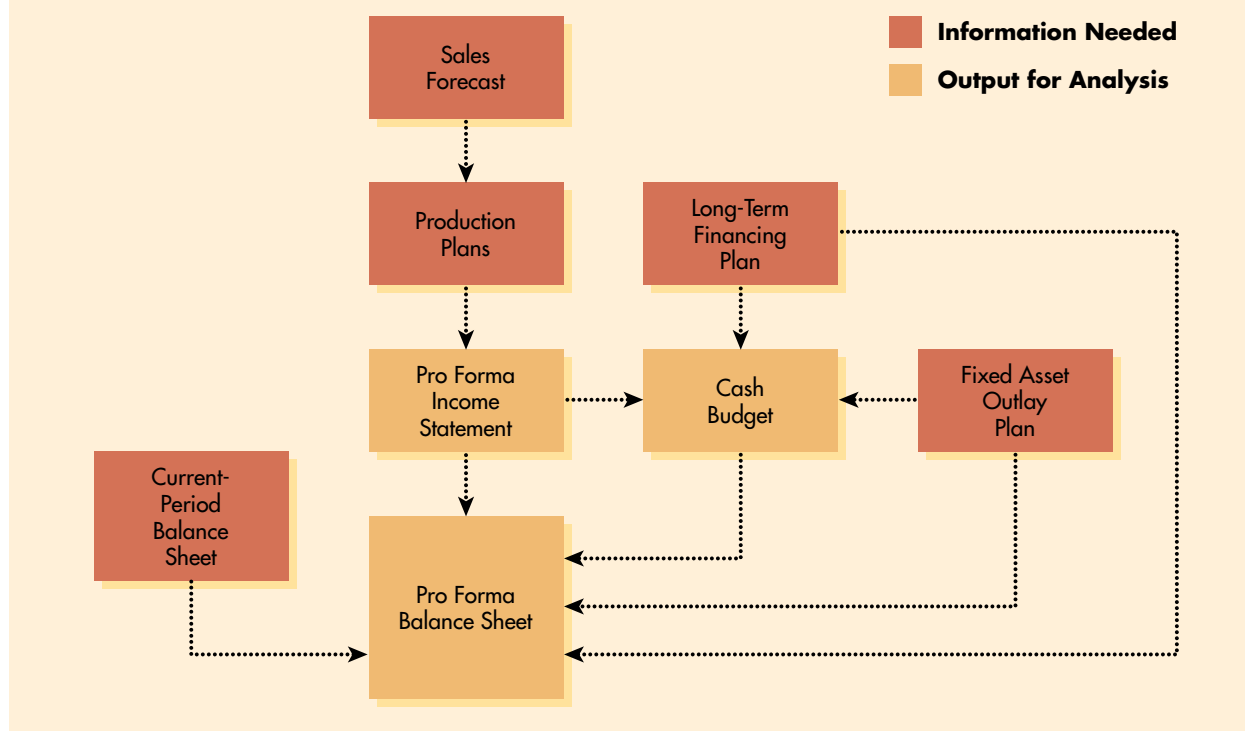 Sales
Forecast
Information Needed
Output for Analysis
Production
Plans
Long-Term
Financing
Plan
Pro Forma
Income
Statement
Cash
Budget
Fixed Asset
Outlay
Plan
Current-
Period
Balance
Sheet
Pro Forma
Balance Sheet